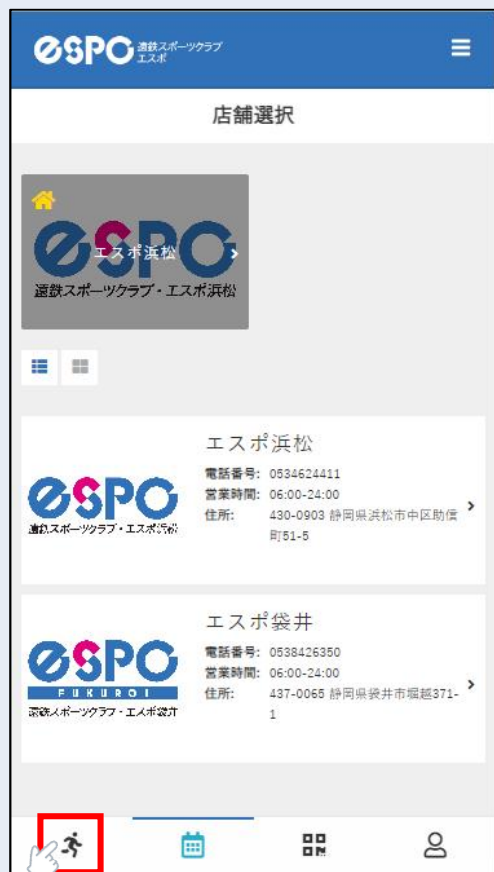 eSPO 遠鉄スポーツクラブ
エスポ
店舗選択
eSPO
エスポ浜松
遠鉄スポーツクラブ・エスポ浜松
エスポ浜松
電話番号: 0534624411
営業時間: 06:00-24:00
住所: 430-0903 静岡県浜松市中区助信
町51-5
eSPO
遠鉄スポーツクラブ・エスポ浜松
エスポ袋井
電話番号: 0538426350
営業時間: 06:00-24:00
住所: 437-0065 静岡県袋井市堀越371-
1
eSPO
FUKUROI
遠鉄スポーツクラブ・エスポ袋井